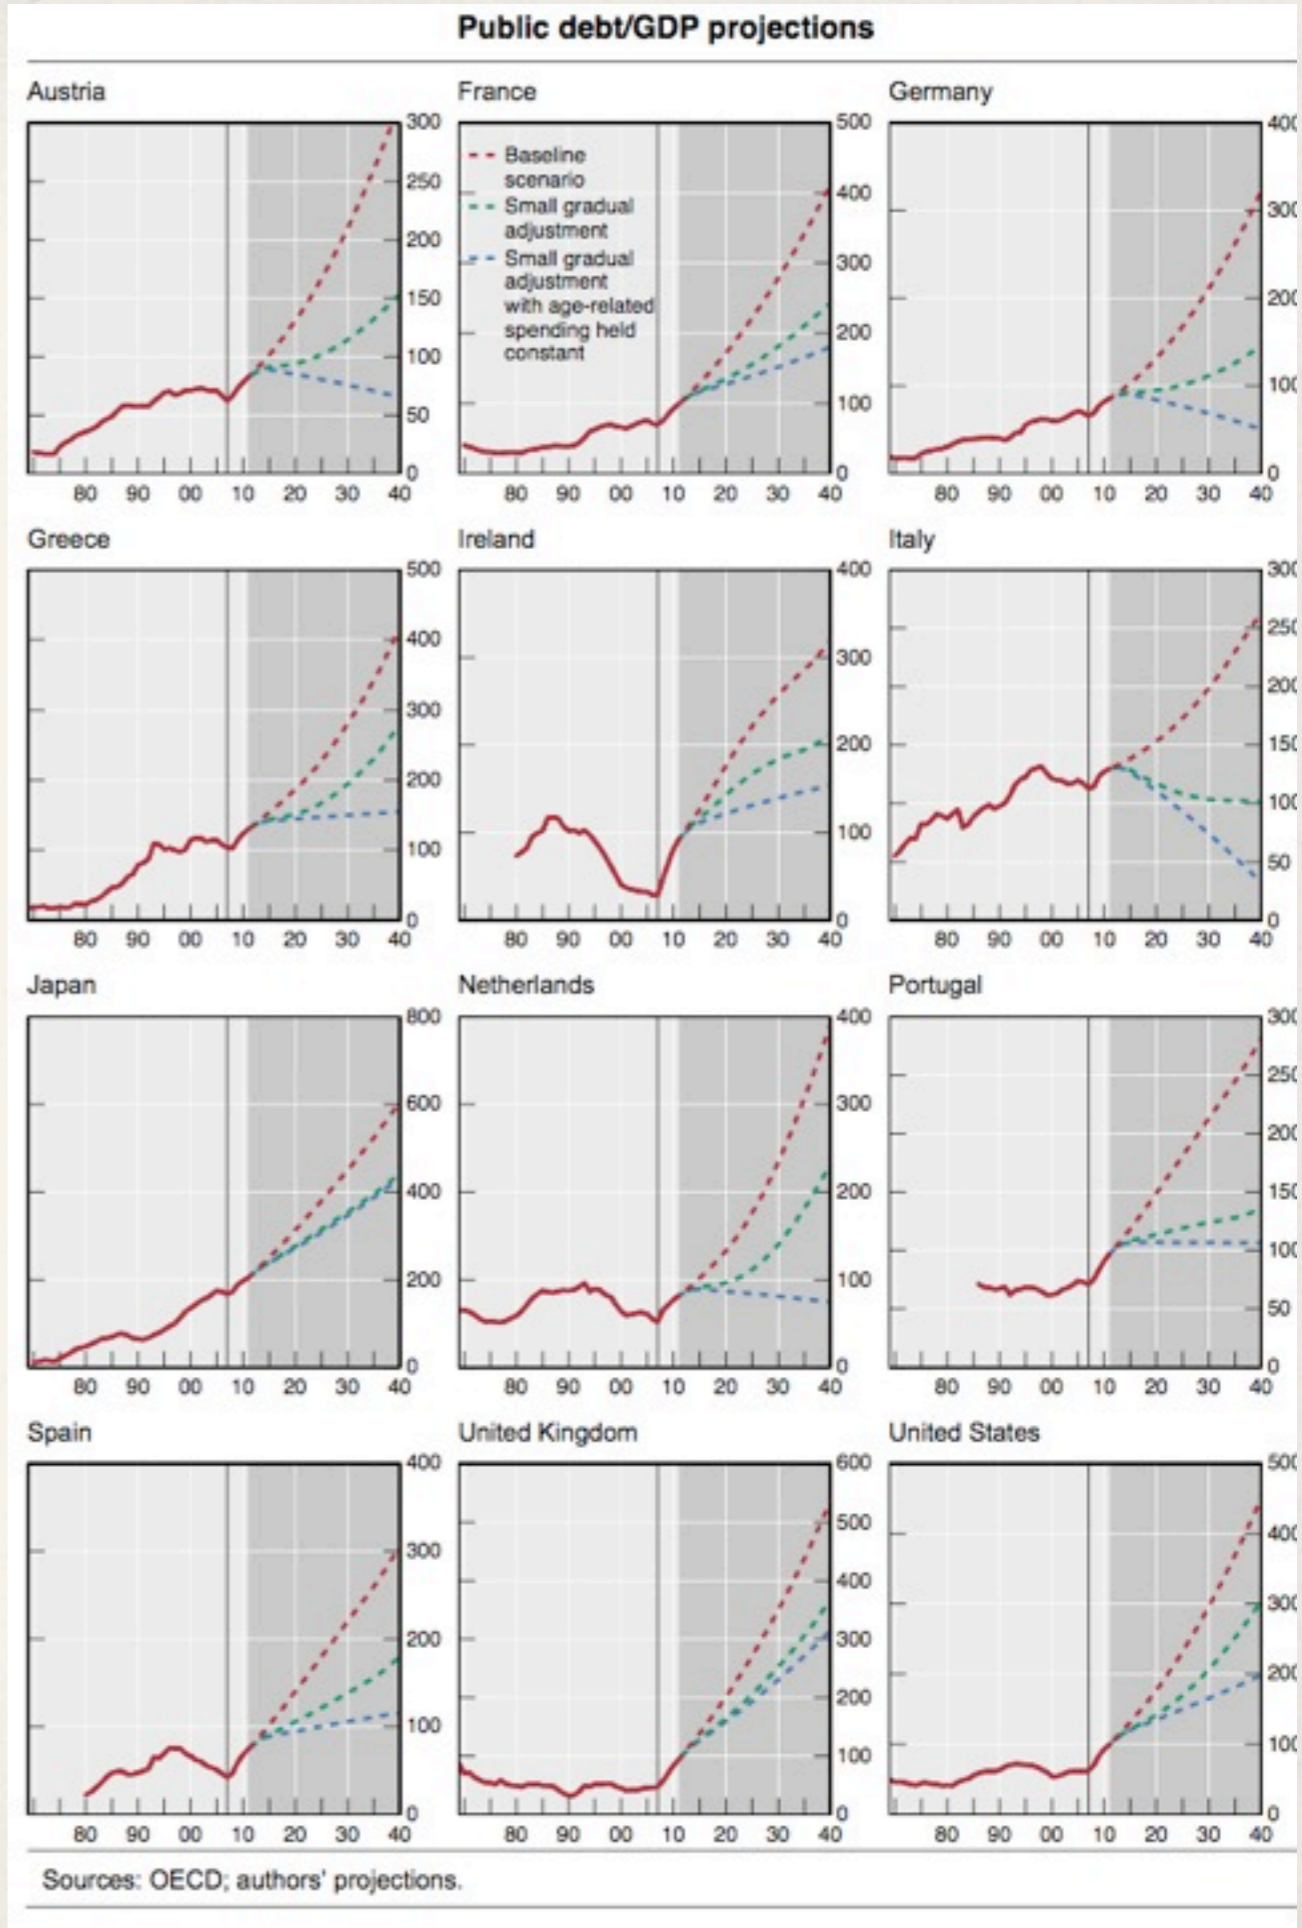 Public debt/GDP projections
Austria
300
250
200
150
100
50
0
80 90 00 10 20 30 40
France
500
400
300
200
100
0
Baseline
scenario
Small gradual
adjustment
Small gradual
adjustment
with age-related
spending held
constant
80 90 00 10 20 30 40
Germany
400
300
200
100
0
80 90 00 10 20 30 40
Greece
500
400
300
200
100
0
80 90 00 10 20 30 40
Ireland
400
300
200
100
0
80 90 00 10 20 30 40
Italy
300
250
200
150
100
50
0
80 90 00 10 20 30 40
Japan
800
600
400
200
0
80 90 00 10 20 30 40
Netherlands
400
300
200
100
0
80 90 00 10 20 30 40
Portugal
300
250
200
150
100
50
0
80 90 00 10 20 30 40
Spain
400
300
200
100
0
80 90 00 10 20 30 40
United Kingdom
600
500
400
300
200
100
0
80 90 00 10 20 30 40
United States
500
400
300
200
100
0
80 90 00 10 20 30 40
Sources: OECD; authors' projections.